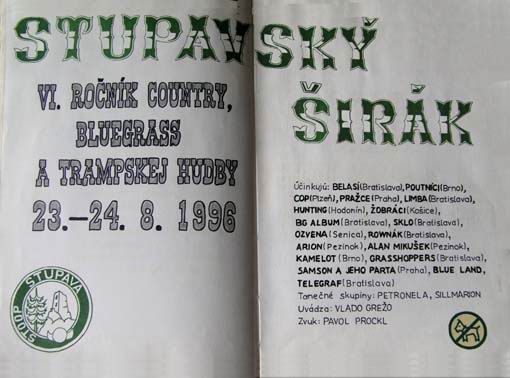 STUPAVSKÝ
ŠIRÁK
VI. ROČNÍK COUNTRY,
BLUEGRASS
A TRAMPSKEJ HUDBY
23.–24. 8. 1996
STUPAVA
STOOP
Účinkujú: BELASÍ(Bratislava), POUTNÍCI(Brno),
COP(Plzeň), PRAŽCE(Praha), LIMBA(Bratislava),
HUNTING(Hodonín), ŽOBRÁCI(Košice),
BG ALBUM(Bratislava), SKLO(Bratislava),
OZVENA(Senica), ROWNÁK(Bratislava),
ARION(Pezinok), ALAN MIKUŠEK(Pezinok),
KAMELOT(Brno), GRASSHOPPERS(Bratislava),
SAMSON A JEHO PARTA(Praha), BLUE LAND,
TELEGRAF(Bratislava)
Tanečné skupiny: PETRONELA, SILLMARION
Uvádza: VLADO GREŽO
Zvuk: PAVOL PROCKL